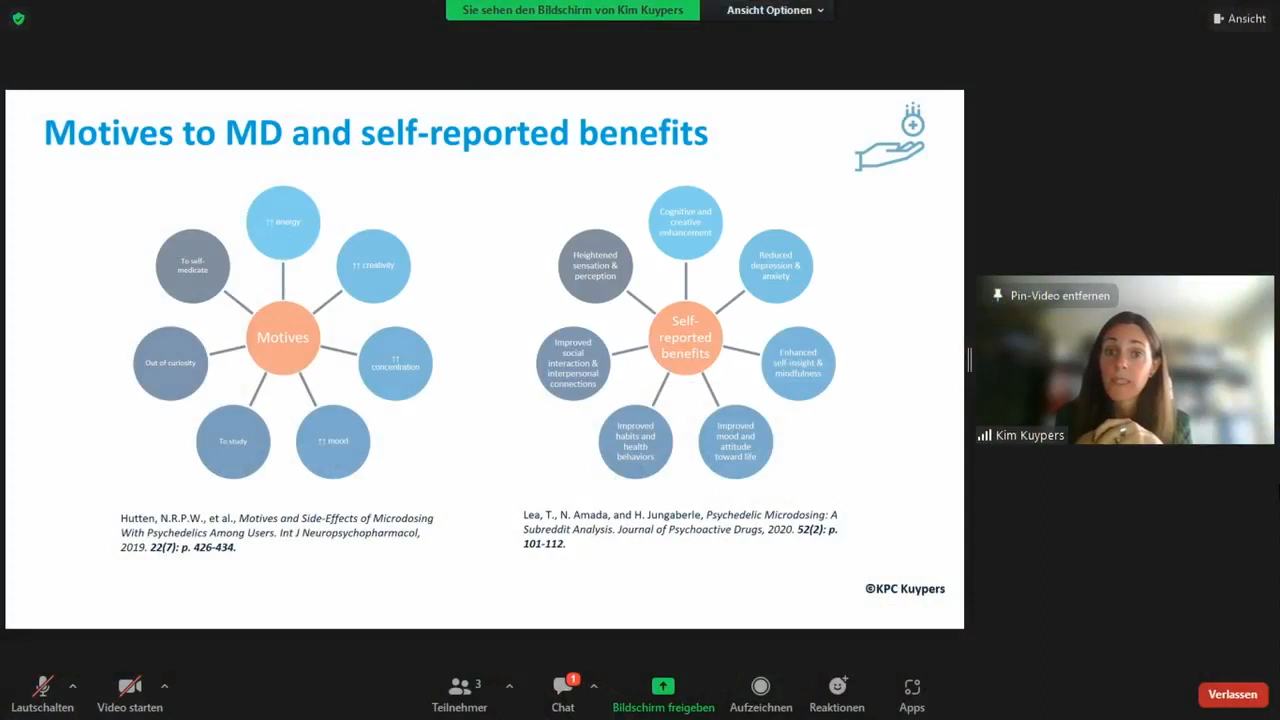 Sie sehen den Bildschirm von Kim Kuypers
Ansicht Optionen
Ansicht
Motives to MD and self-reported benefits
Motives
↑↑ energy
↑↑ creativity
↑↑
concentration
↑↑ mood
To study
Out of curiosity
To self-
medicate
Self-
reported
benefits
Cognitive and
creative
enhancement
Reduced
depression &
anxiety
Enhanced
self-insight &
mindfulness
Improved
mood and
attitude
toward life
Improved
habits and
health
behaviors
Improved
social
interaction &
interpersonal
connections
Heightened
sensation &
perception
Hutten, N.R.P.W., et al., Motives and Side-Effects of Microdosing
With Psychedelics Among Users. Int J Neuropsychopharmacol,
2019. 22(7): p. 426-434.
Lea, T., N. Amada, and H. Jungaberle, Psychedelic Microdosing: A
Subreddit Analysis. Journal of Psychoactive Drugs, 2020. 52(2): p.
101-112.
©KPC Kuypers
Pin-Video entfernen
Kim Kuypers
Lautschalten
Video starten
3
Teilnehmer
1
Chat
Bildschirm freigeben
Aufzeichnen
Reaktionen
Apps
Verlassen